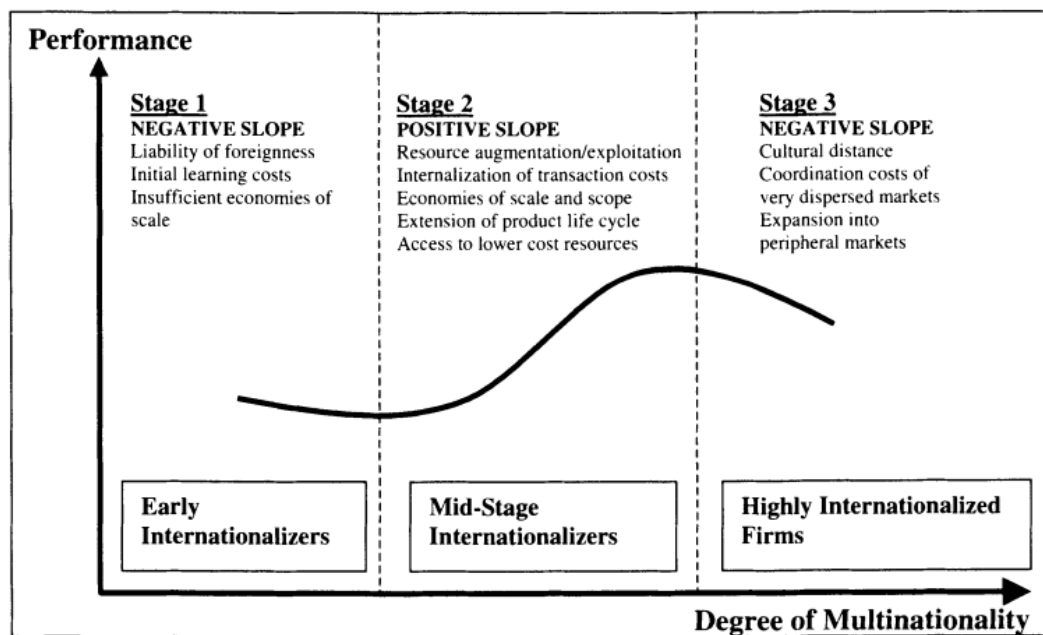 Performance
Stage 1
NEGATIVE SLOPE
Liability of foreignness
Initial learning costs
Insufficient economies of
scale
Stage 2
POSITIVE SLOPE
Resource augmentation/exploitation
Internalization of transaction costs
Economies of scale and scope
Extension of product life cycle
Access to lower cost resources
Stage 3
NEGATIVE SLOPE
Cultural distance
Coordination costs of
very dispersed markets
Expansion into
peripheral markets
Early
Internationalizers
Mid-Stage
Internationalizers
Highly Internationalized
Firms
Degree of Multinationality